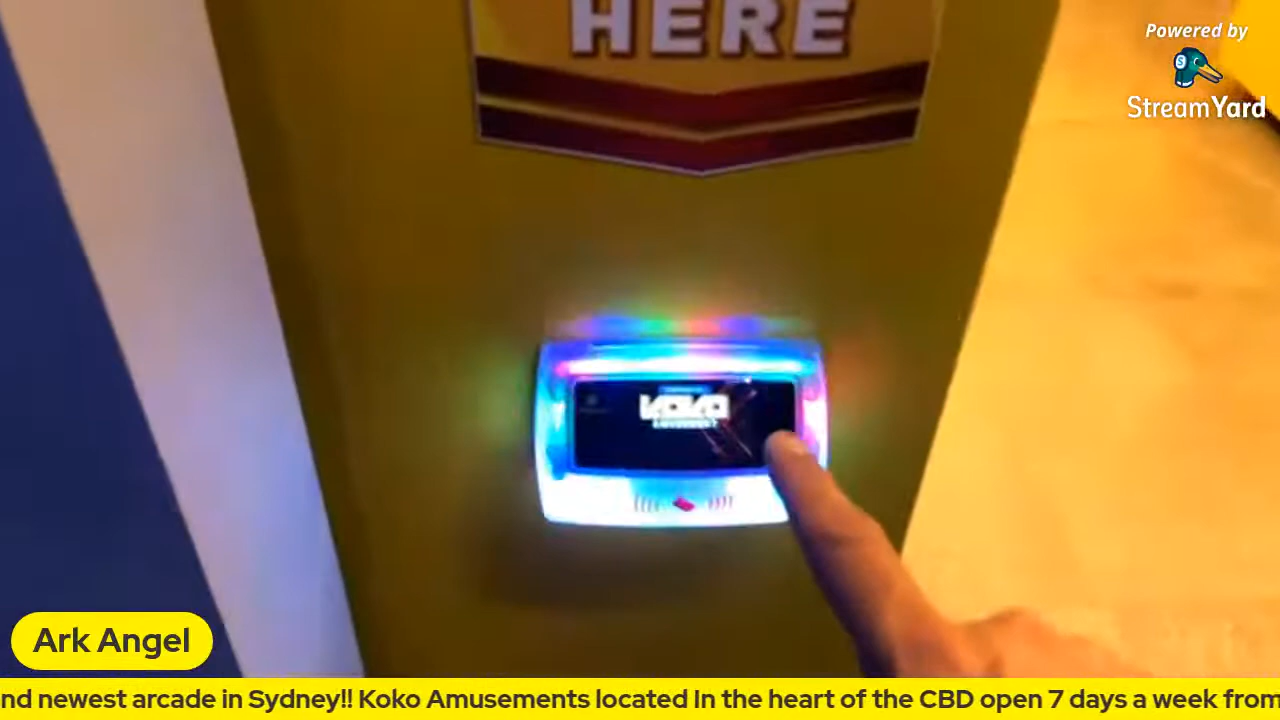 HERE
Powered by
StreamYard
KOKO
AMUSEMENT
Ark Angel
nd newest arcade in Sydney!! Koko Amusements located In the heart of the CBD open 7 days a week from